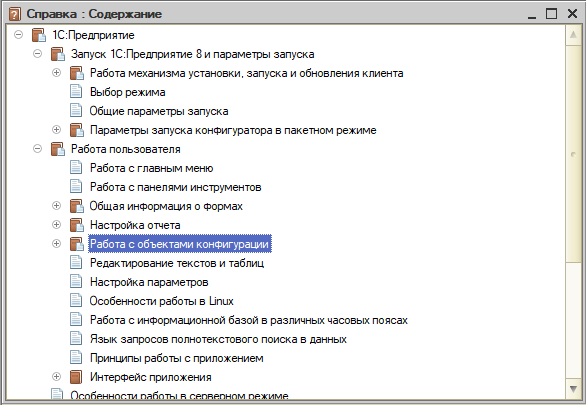 Справка : Содержание
1С:Предприятие
Запуск 1С:Предприятие 8 и параметры запуска
Работа механизма установки, запуска и обновления клиента
Выбор режима
Общие параметры запуска
Параметры запуска конфигуратора в пакетном режиме
Работа пользователя
Работа с главным меню
Работа с панелями инструментов
Общая информация о формах
Настройка отчета
Работа с объектами конфигурации
Редактирование текстов и таблиц
Настройка параметров
Особенности работы в Linux
Работа с информационной базой в различных часовых поясах
Язык запросов полнотекстового поиска в данных
Принципы работы с приложением
Интерфейс приложения
Особенности работы в серверном режиме